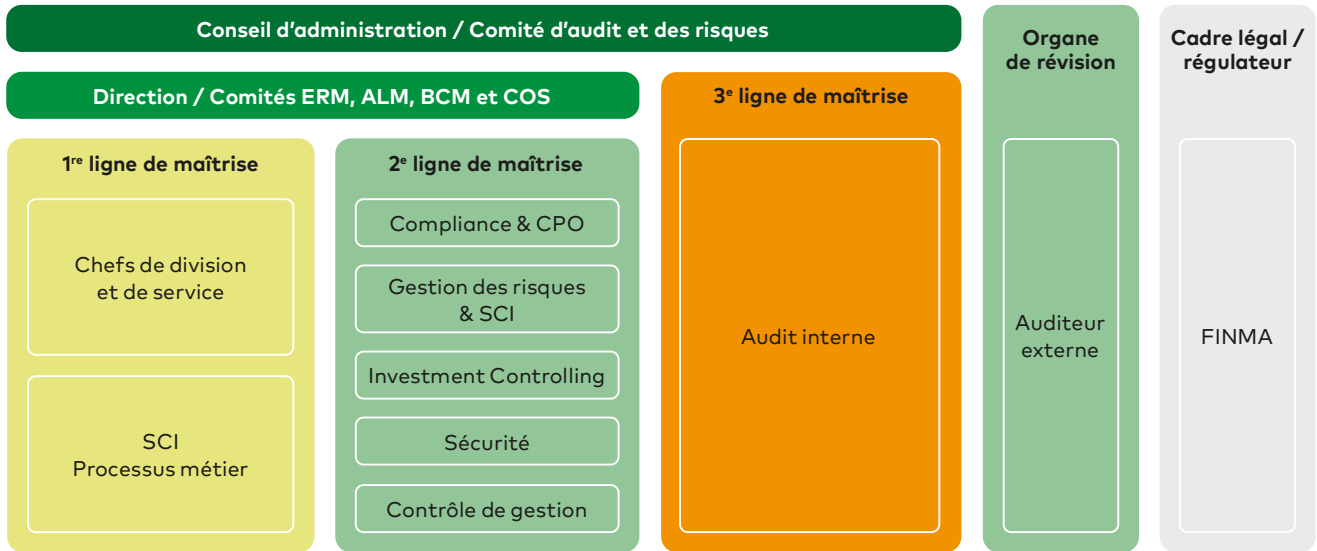 Conseil d'administration / Comité d'audit et des risques
Direction / Comités ERM, ALM, BCM et COS
1re ligne de maîtrise
Chefs de division
et de service
SCI
Processus métier
2e ligne de maîtrise
Compliance & CPO
Gestion des risques
& SCI
Investment Controlling
Sécurité
Contrôle de gestion
3e ligne de maîtrise
Audit interne
Organe
de révision
Auditeur
externe
Cadre légal /
régulateur
FINMA